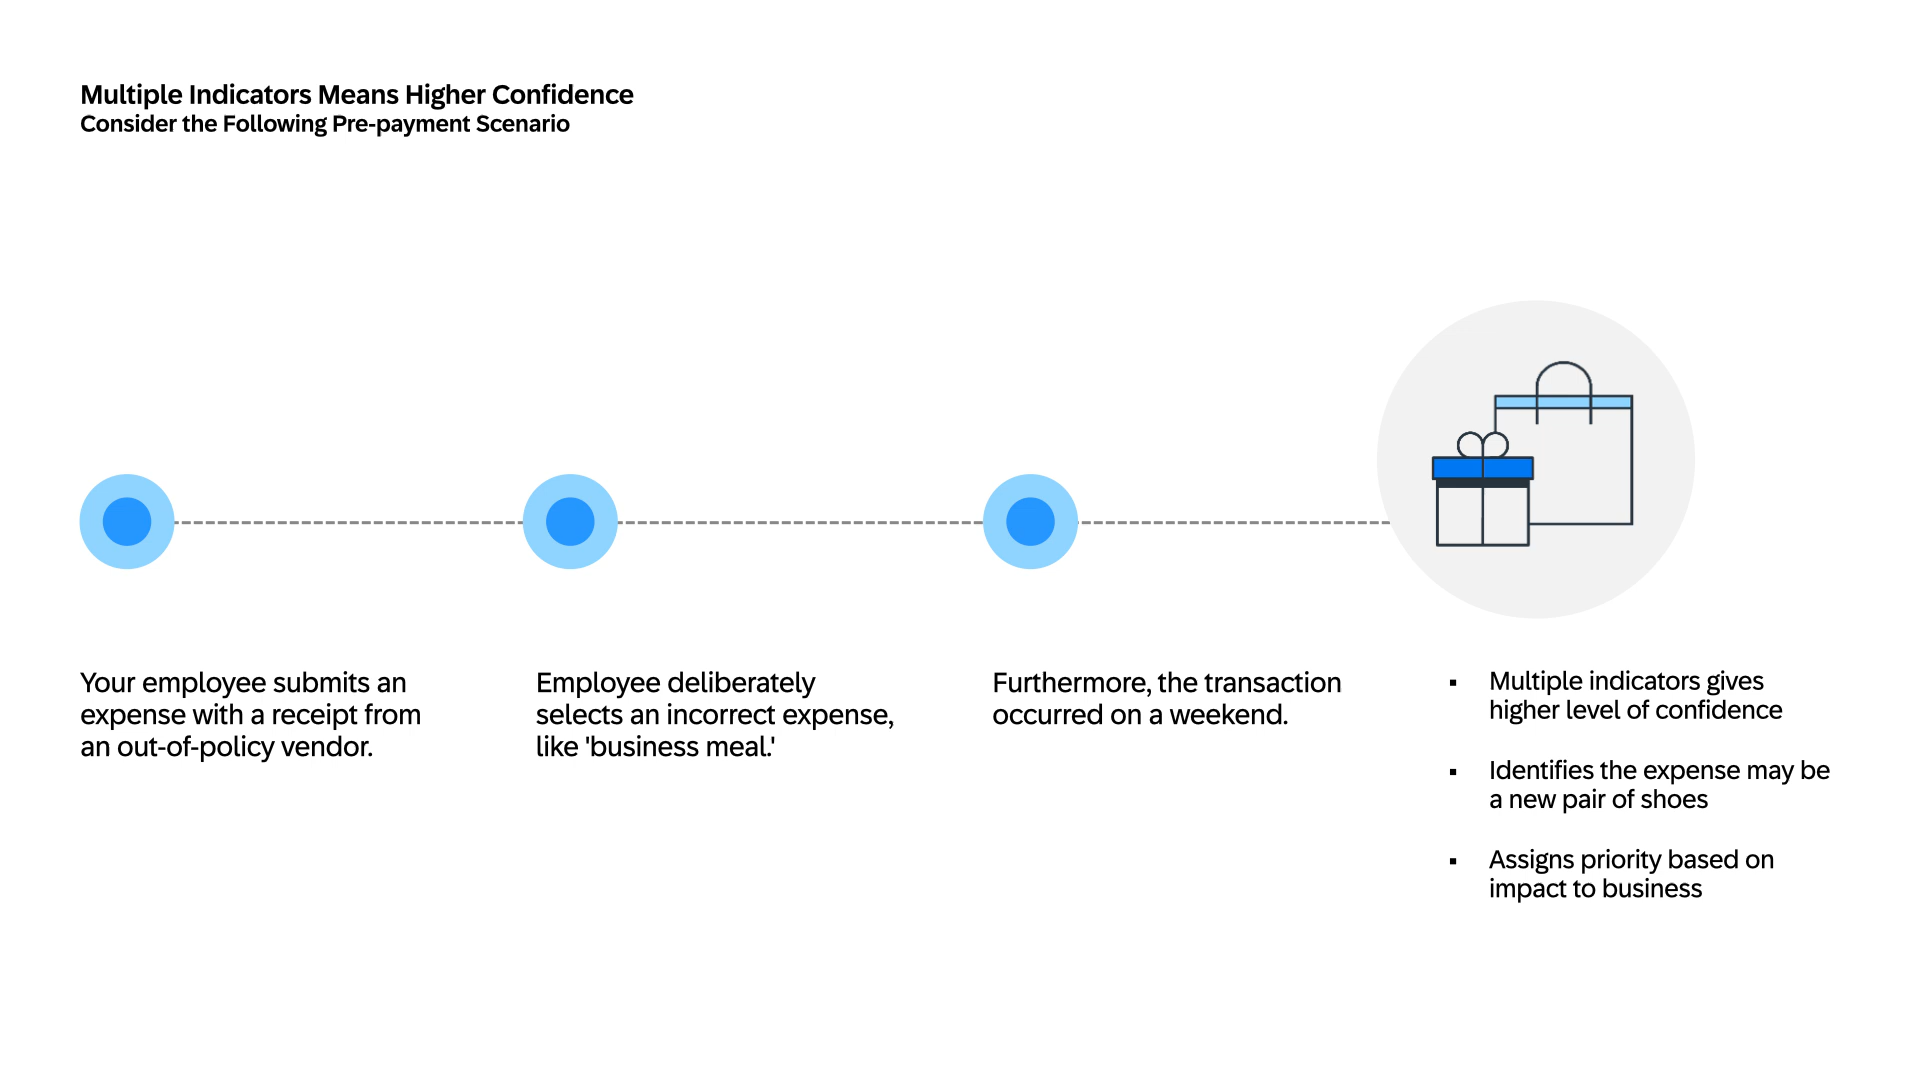 Multiple Indicators Means Higher Confidence
Consider the Following Pre-payment Scenario
Your employee submits an
expense with a receipt from
an out-of-policy vendor.
Employee deliberately
selects an incorrect expense,
like 'business meal.'
Furthermore, the transaction
occurred on a weekend.
▪ Multiple indicators gives
higher level of confidence
▪ Identifies the expense may be
a new pair of shoes
▪ Assigns priority based on
impact to business